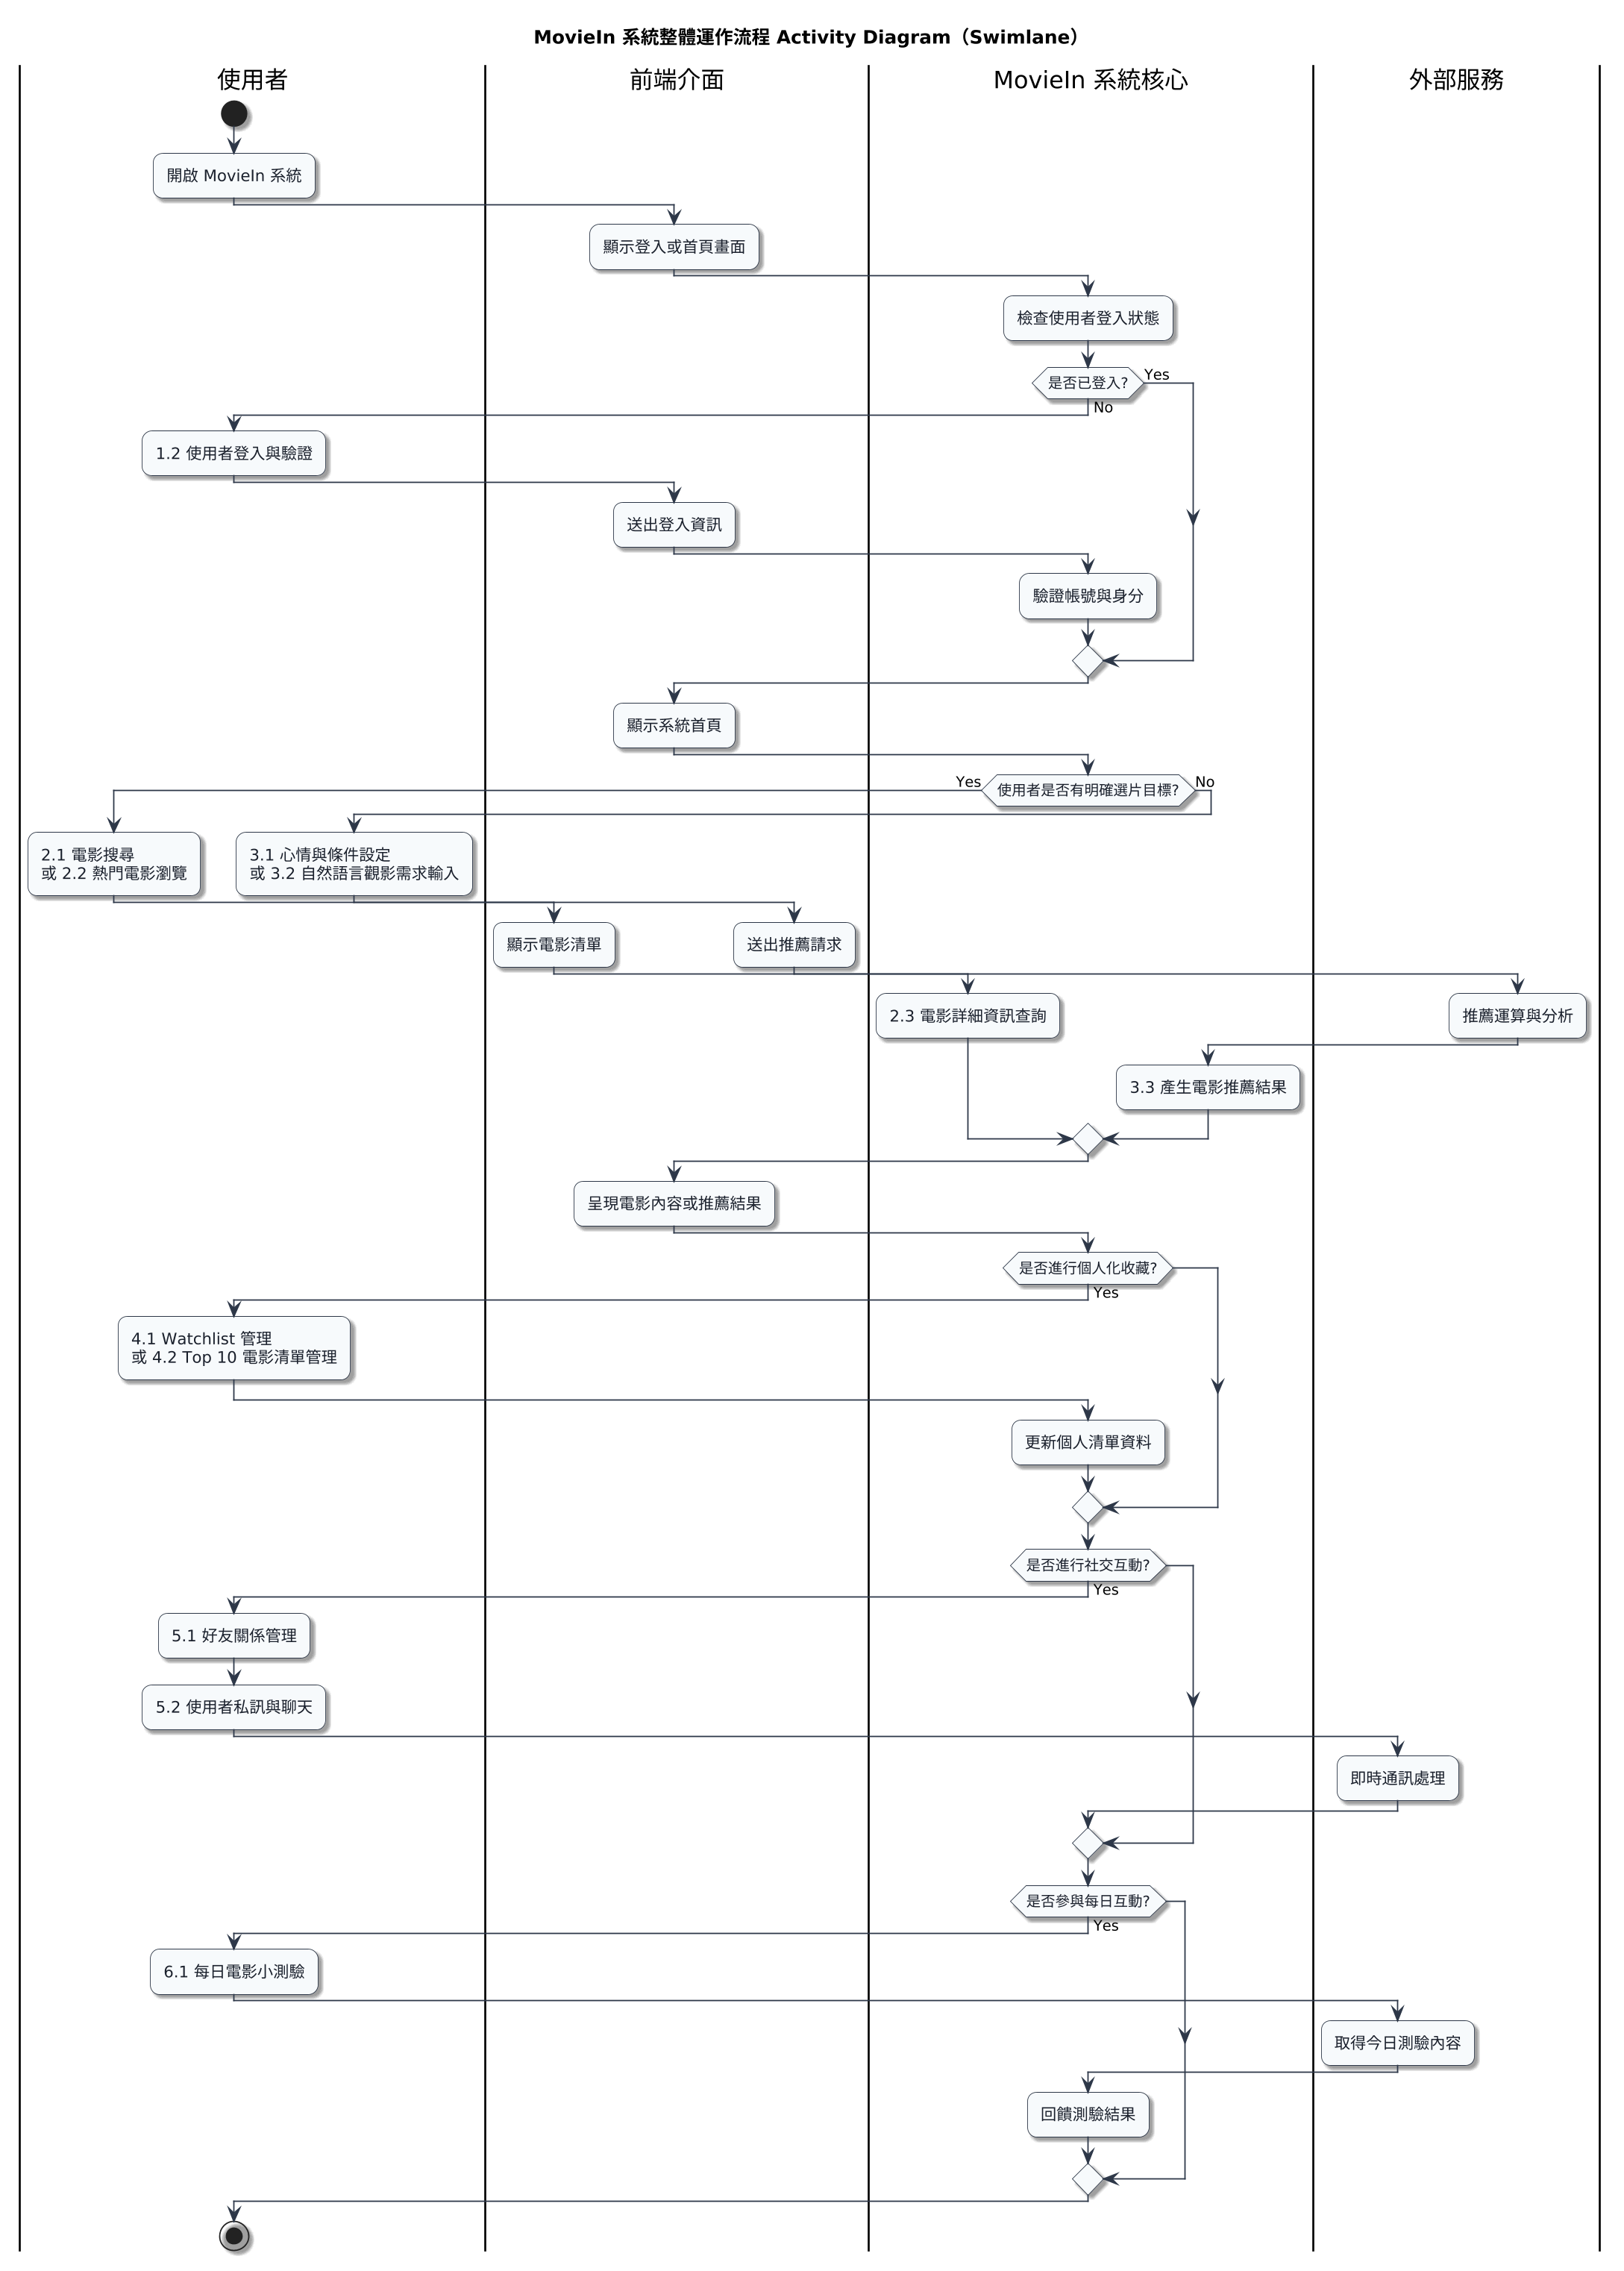 MovieIn 系統整體運作流程 Activity Diagram（Swimlane）
使用者
前端介面
MovieIn 系統核心
外部服務
開啟 MovieIn 系統
顯示登入或首頁畫面
檢查使用者登入狀態
是否已登入?
Yes
No
1.2 使用者登入與驗證
送出登入資訊
驗證帳號與身分
顯示系統首頁
Yes
使用者是否有明確選片目標?
No
2.1 電影搜尋
或 2.2 熱門電影瀏覽
3.1 心情與條件設定
或 3.2 自然語言觀影需求輸入
顯示電影清單
送出推薦請求
2.3 電影詳細資訊查詢
推薦運算與分析
3.3 產生電影推薦結果
呈現電影內容或推薦結果
是否進行個人化收藏?
Yes
4.1 Watchlist 管理
或 4.2 Top 10 電影清單管理
更新個人清單資料
是否進行社交互動?
Yes
5.1 好友關係管理
5.2 使用者私訊與聊天
即時通訊處理
是否參與每日互動?
Yes
6.1 每日電影小測驗
取得今日測驗內容
回饋測驗結果